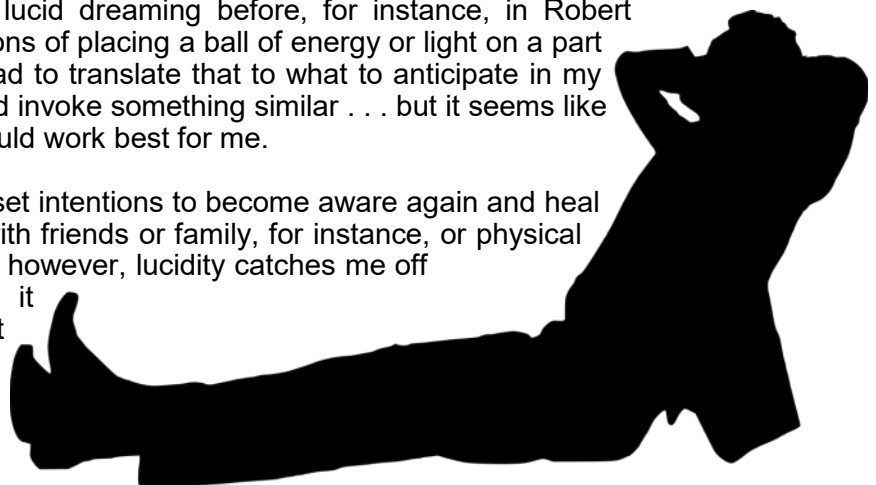 lucid dreaming before, for instance, in Robert
ons of placing a ball of energy or light on a part
ad to translate that to what to anticipate in my
d invoke something similar . . . but it seems like
uld work best for me.
set intentions to become aware again and heal
ith friends or family, for instance, or physical
however, lucidity catches me off
it
t